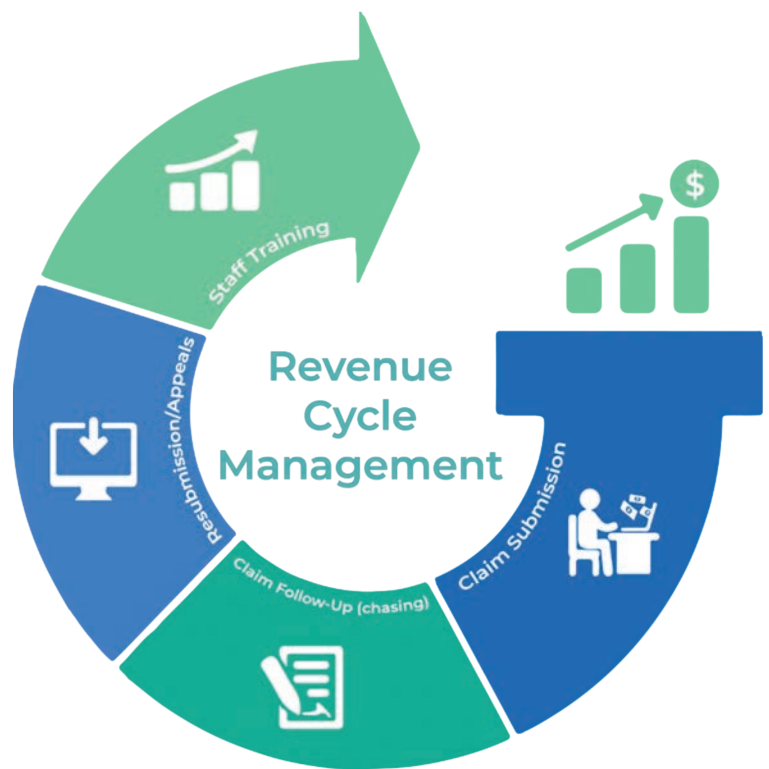 $
Staff Training
Revenue
Cycle
Management
Resubmission/Appeals
Claim Submission
Claim Follow-Up (chasing)